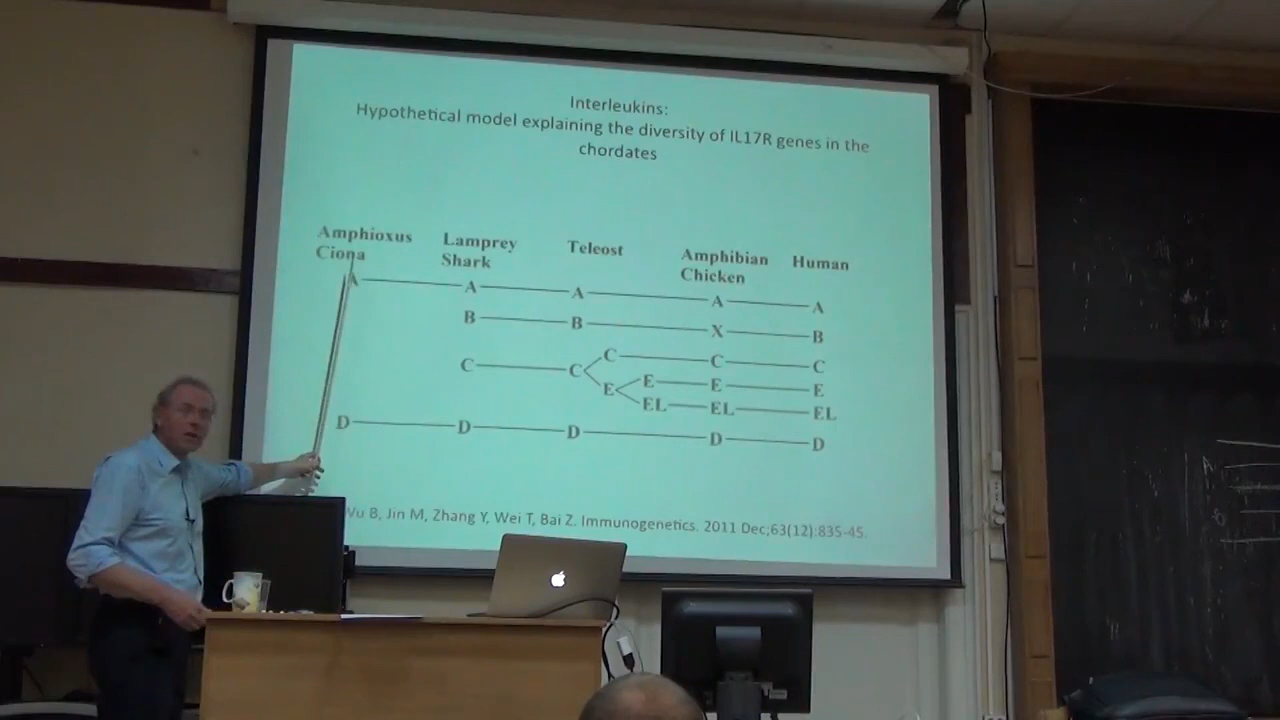 Interleukins:
Hypothetical model explaining the diversity of IL17R genes in the
chordates
Amphioxus Lamprey Teleost Amphibian Human
Ciona Shark Chicken
A A A A A
B B X B
C C C C C
E E E E
EL EL EL
D D D D D
B, Jin M, Zhang Y, Wei T, Bai Z. Immunogenetics. 2011 Dec;63(12):835-45.